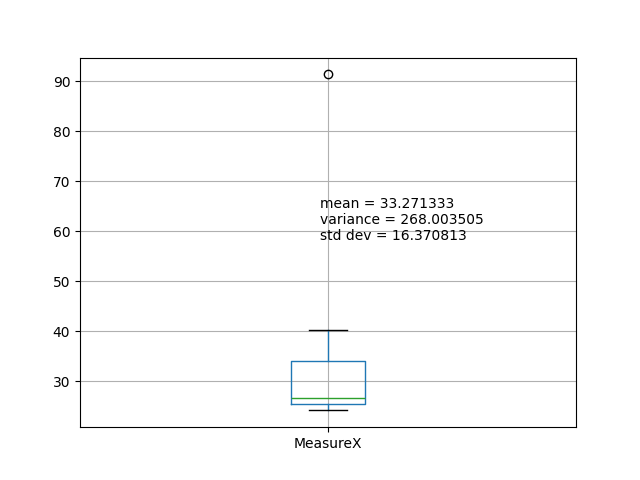 90
80
70
mean = 33.271333
variance = 268.003505
60
std dev = 16.370813
50
40
30
MeasureX